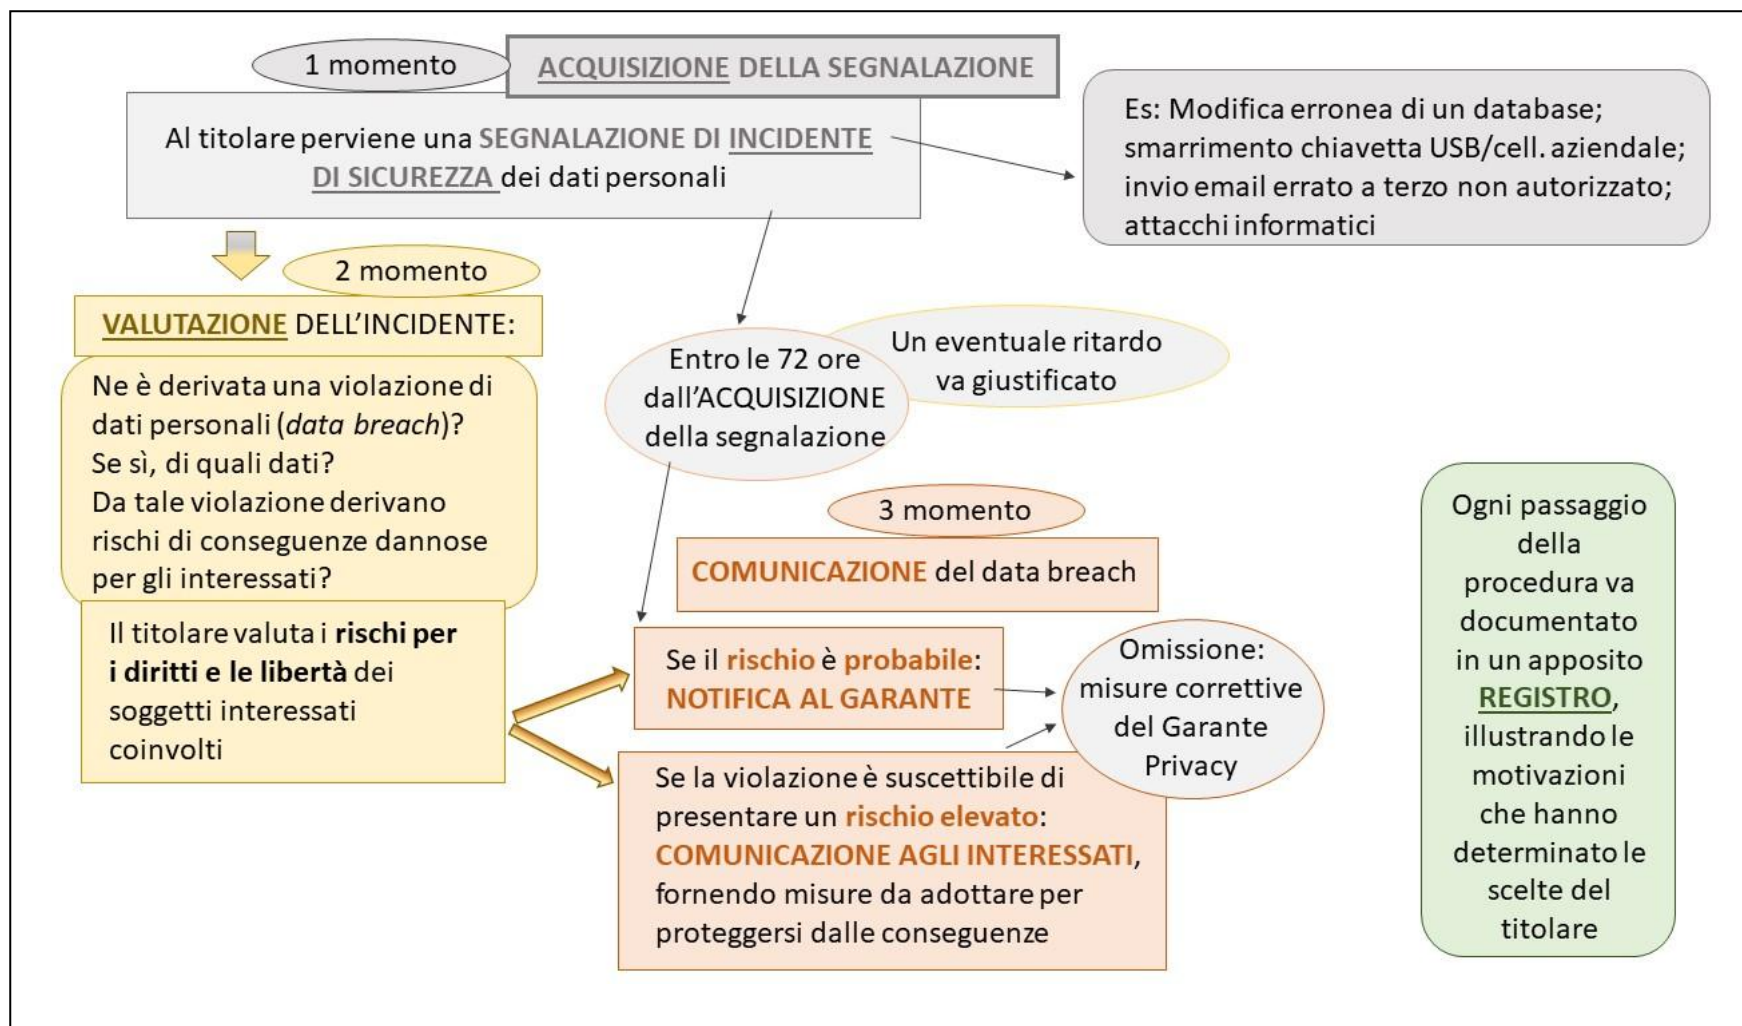 1 momento
ACQUISIZIONE DELLA SEGNALAZIONE
Al titolare perviene una SEGNALAZIONE DI INCIDENTE
DI SICUREZZA dei dati personali
Es: Modifica erronea di un database;
smarrimento chiavetta USB/cell. aziendale;
invio email errato a terzo non autorizzato;
attacchi informatici
2 momento
VALUTAZIONE DELL’INCIDENTE:
Ne è derivata una violazione di
dati personali (data breach)?
Se sì, di quali dati?
Da tale violazione derivano
rischi di conseguenze dannose
per gli interessati?
Il titolare valuta i rischi per
i diritti e le libertà dei
soggetti interessati
coinvolti
Entro le 72 ore
dall’ACQUISIZIONE
della segnalazione
Un eventuale ritardo
va giustificato
3 momento
COMUNICAZIONE del data breach
Se il rischio è probabile:
NOTIFICA AL GARANTE
Se la violazione è suscettibile di
presentare un rischio elevato:
COMUNICAZIONE AGLI INTERESSATI,
fornendo misure da adottare per
proteggersi dalle conseguenze
Omissione:
misure correttive
del Garante
Privacy
Ogni passaggio
della
procedura va
documentato
in un apposito
REGISTRO,
illustrando le
motivazioni
che hanno
determinato le
scelte del
titolare